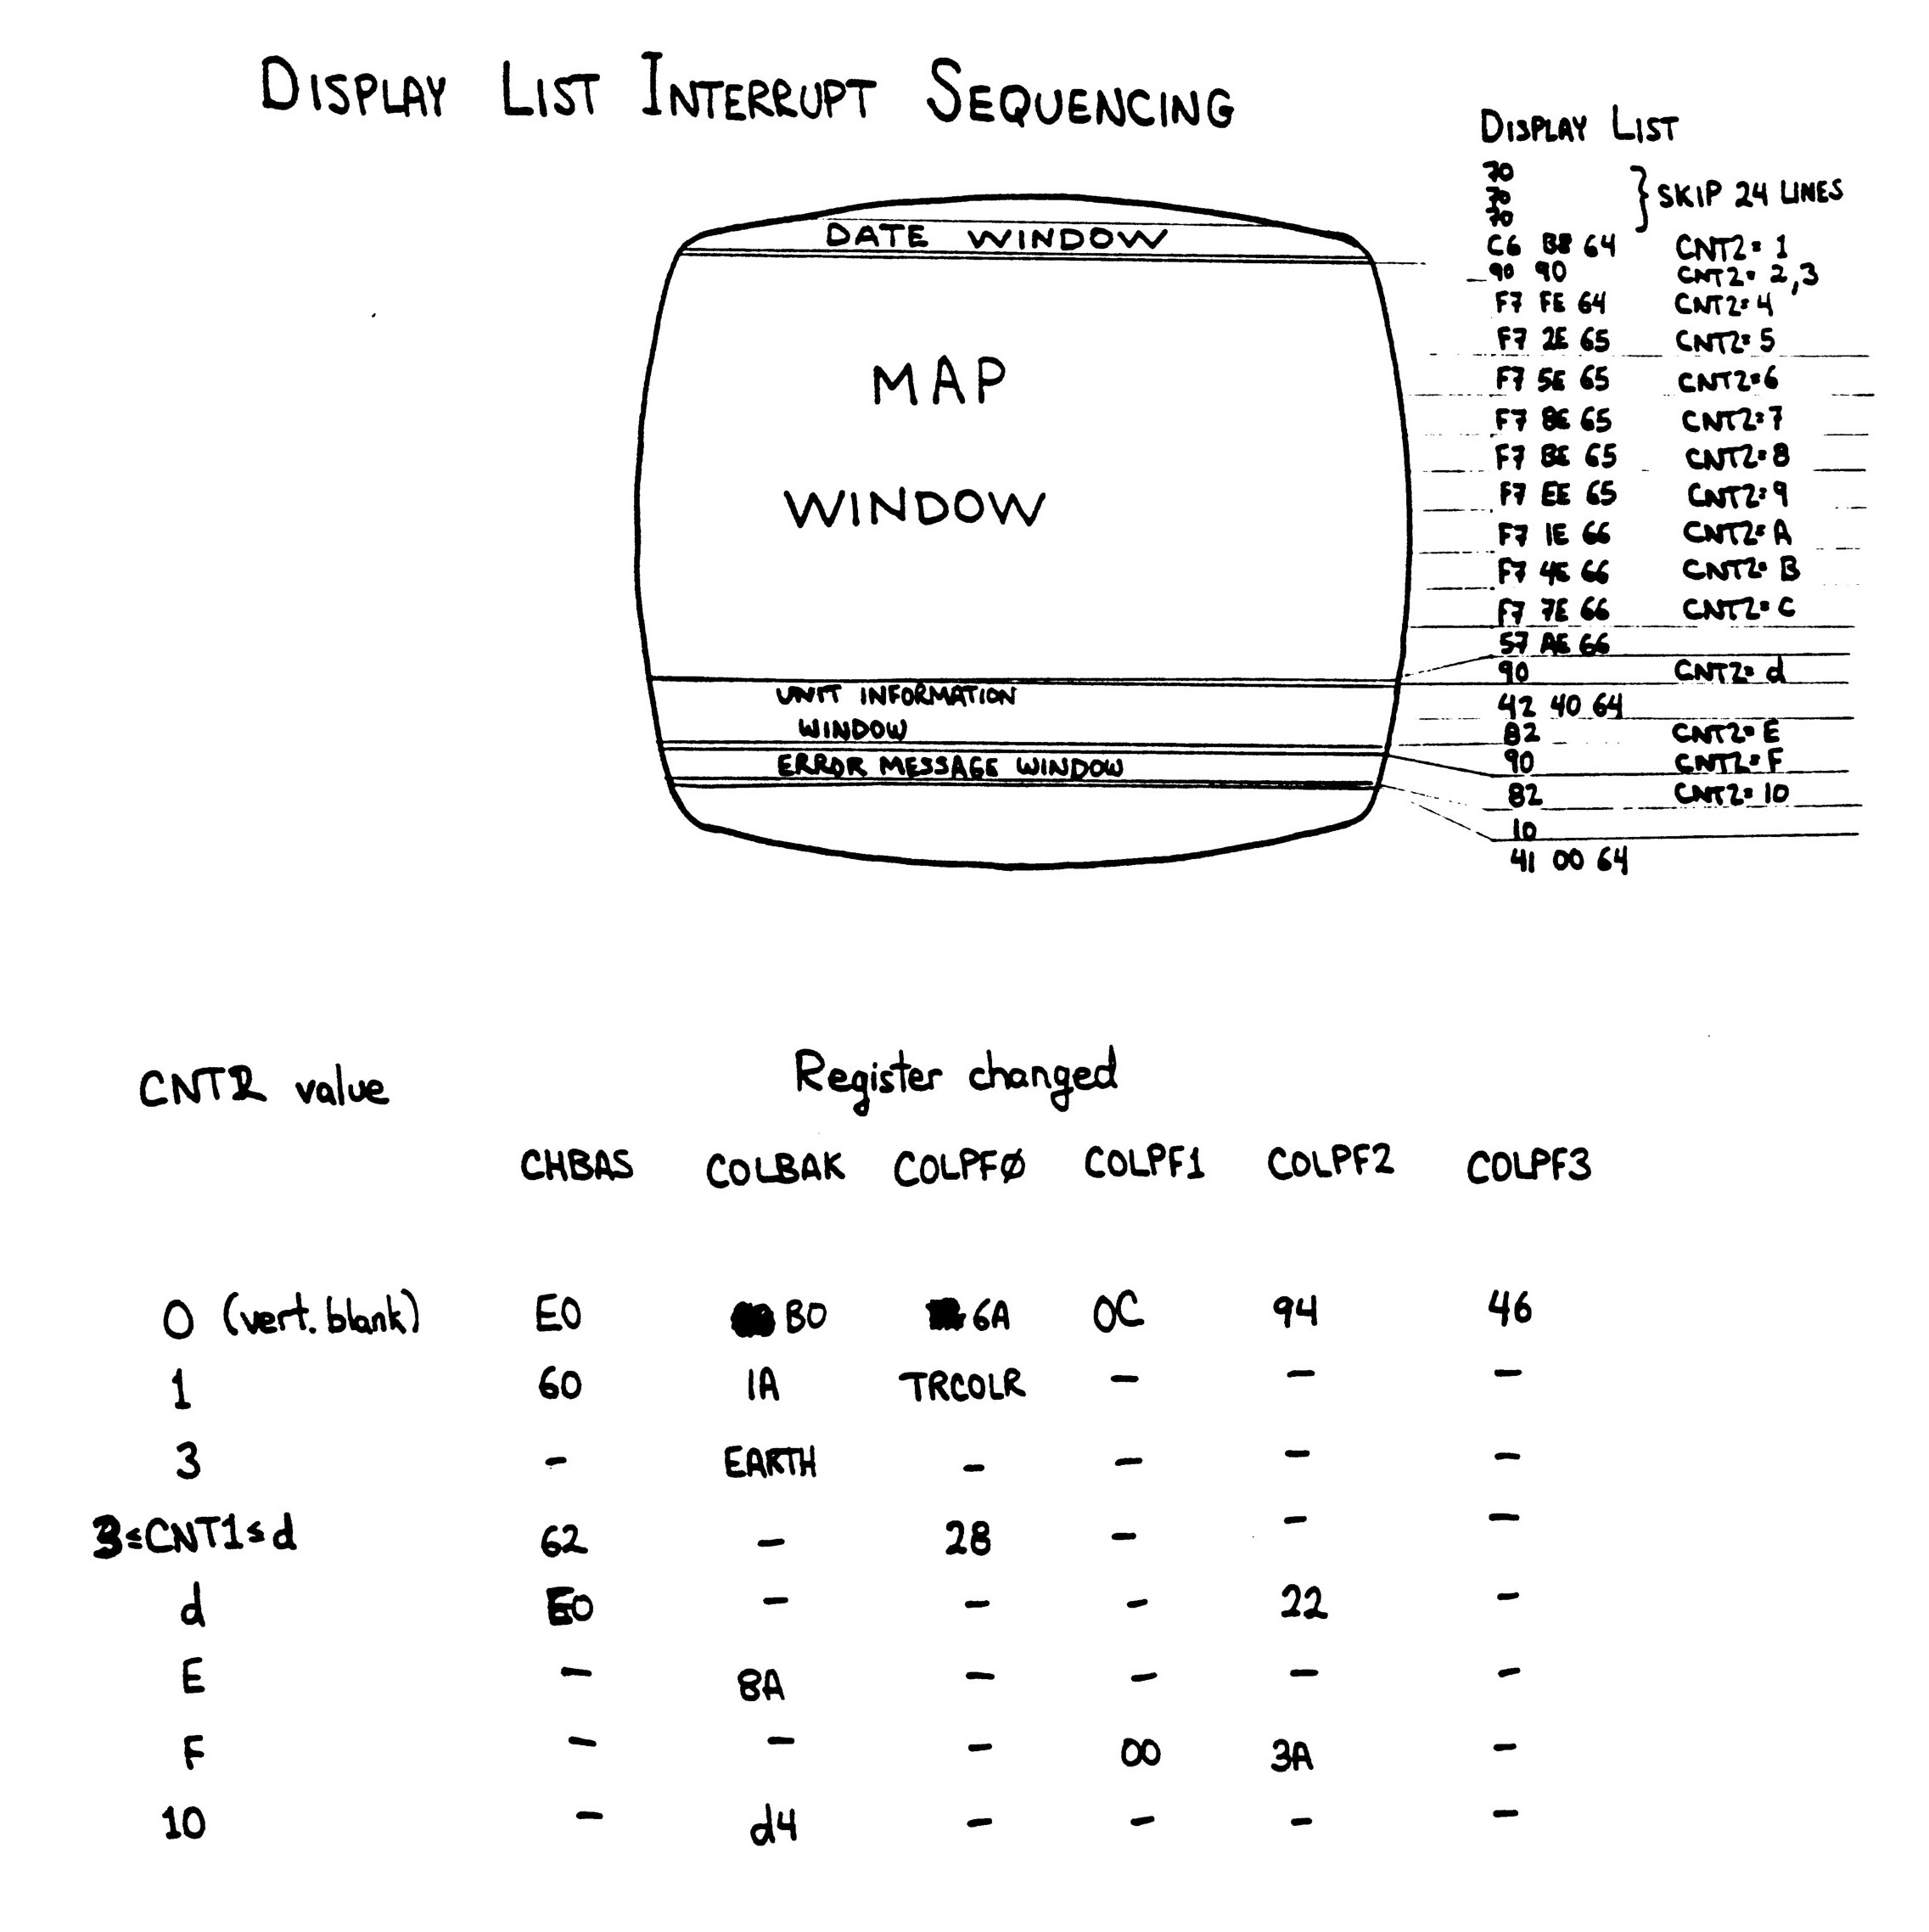 DISPLAY LIST INTERRUPT SEQUENCING
DISPLAY LIST
70
70
70
} SKIP 24 LINES
C6 B8 64 CNT2= 1
90 90 CNT2= 2,3
F7 FE 64 CNT2= 4
F7 2E 65 CNT2= 5
F7 5E 65 CNT2= 6
F7 8E 65 CNT2= 7
F7 BE 65 CNT2= 8
F7 EE 65 CNT2= 9
F7 1E 66 CNT2= A
F7 4E 66 CNT2= B
F7 7E 66 CNT2= C
57 AE 66
90 CNT2= d
42 40 64
82 CNT2= E
90 CNT2= F
82 CNT2= 10
10
41 00 64
DATE WINDOW
MAP
WINDOW
UNIT INFORMATION
WINDOW
ERROR MESSAGE WINDOW
CNT2 value Register changed
CHBAS COLBAK COLPFØ COLPF1 COLPF2 COLPF3
0 (vert. blank) E0 B0 6A 0C 94 46
1 60 1A TRCOLR - - -
3 - EARTH - - - -
3≤CNT1≤d 62 - 28 - - -
d E0 - - - 22 -
E - 8A - - - -
F - - - 00 3A -
10 - d4 - - - -